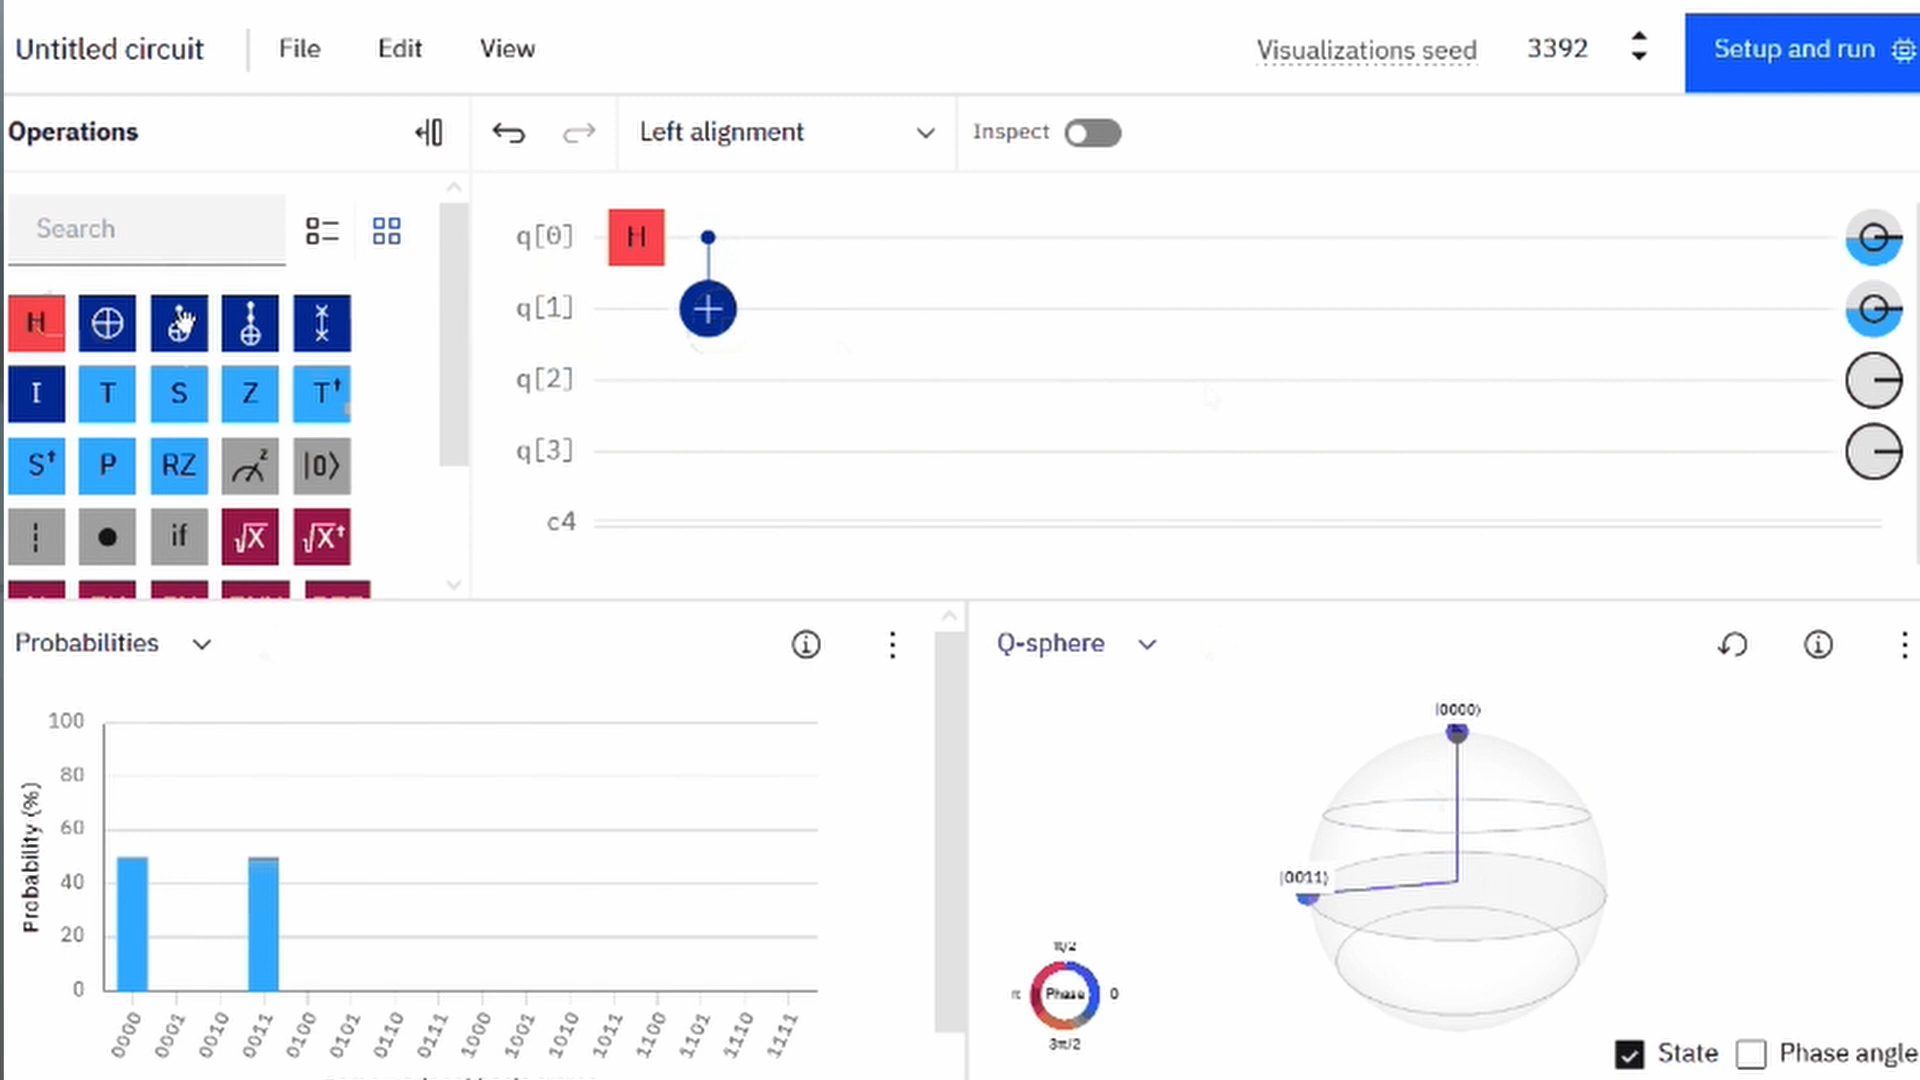 Untitled circuit File Edit View Visualizations seed 3392 Setup and run
Operations Left alignment Inspect
Search
H
I T S Z T†
S† P RZ z |0⟩
if √X √X†
q[0] H
q[1]
q[2]
q[3]
c4
Probabilities
Probability (%)
100
80
60
40
20
0
0000 0001 0010 0011 0100 0101 0110 0111 1000 1001 1010 1011 1100 1101 1110 1111
Q-sphere
|0000⟩
|0011⟩
π/2
π Phase 0
3π/2
State Phase angle